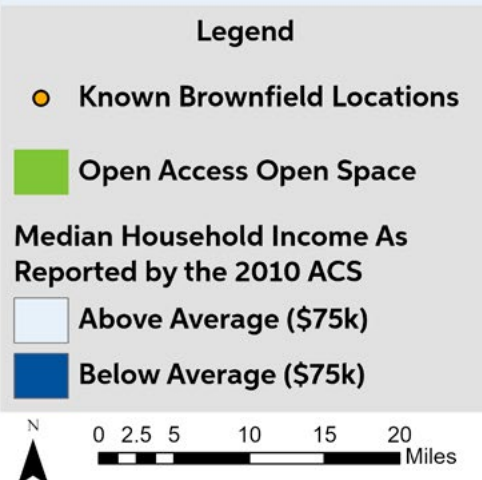 Legend
Known Brownfield Locations
Open Access Open Space
Median Household Income As
Reported by the 2010 ACS
Above Average ($75k)
Below Average ($75k)
N
0 2.5 5 10 15 20
Miles